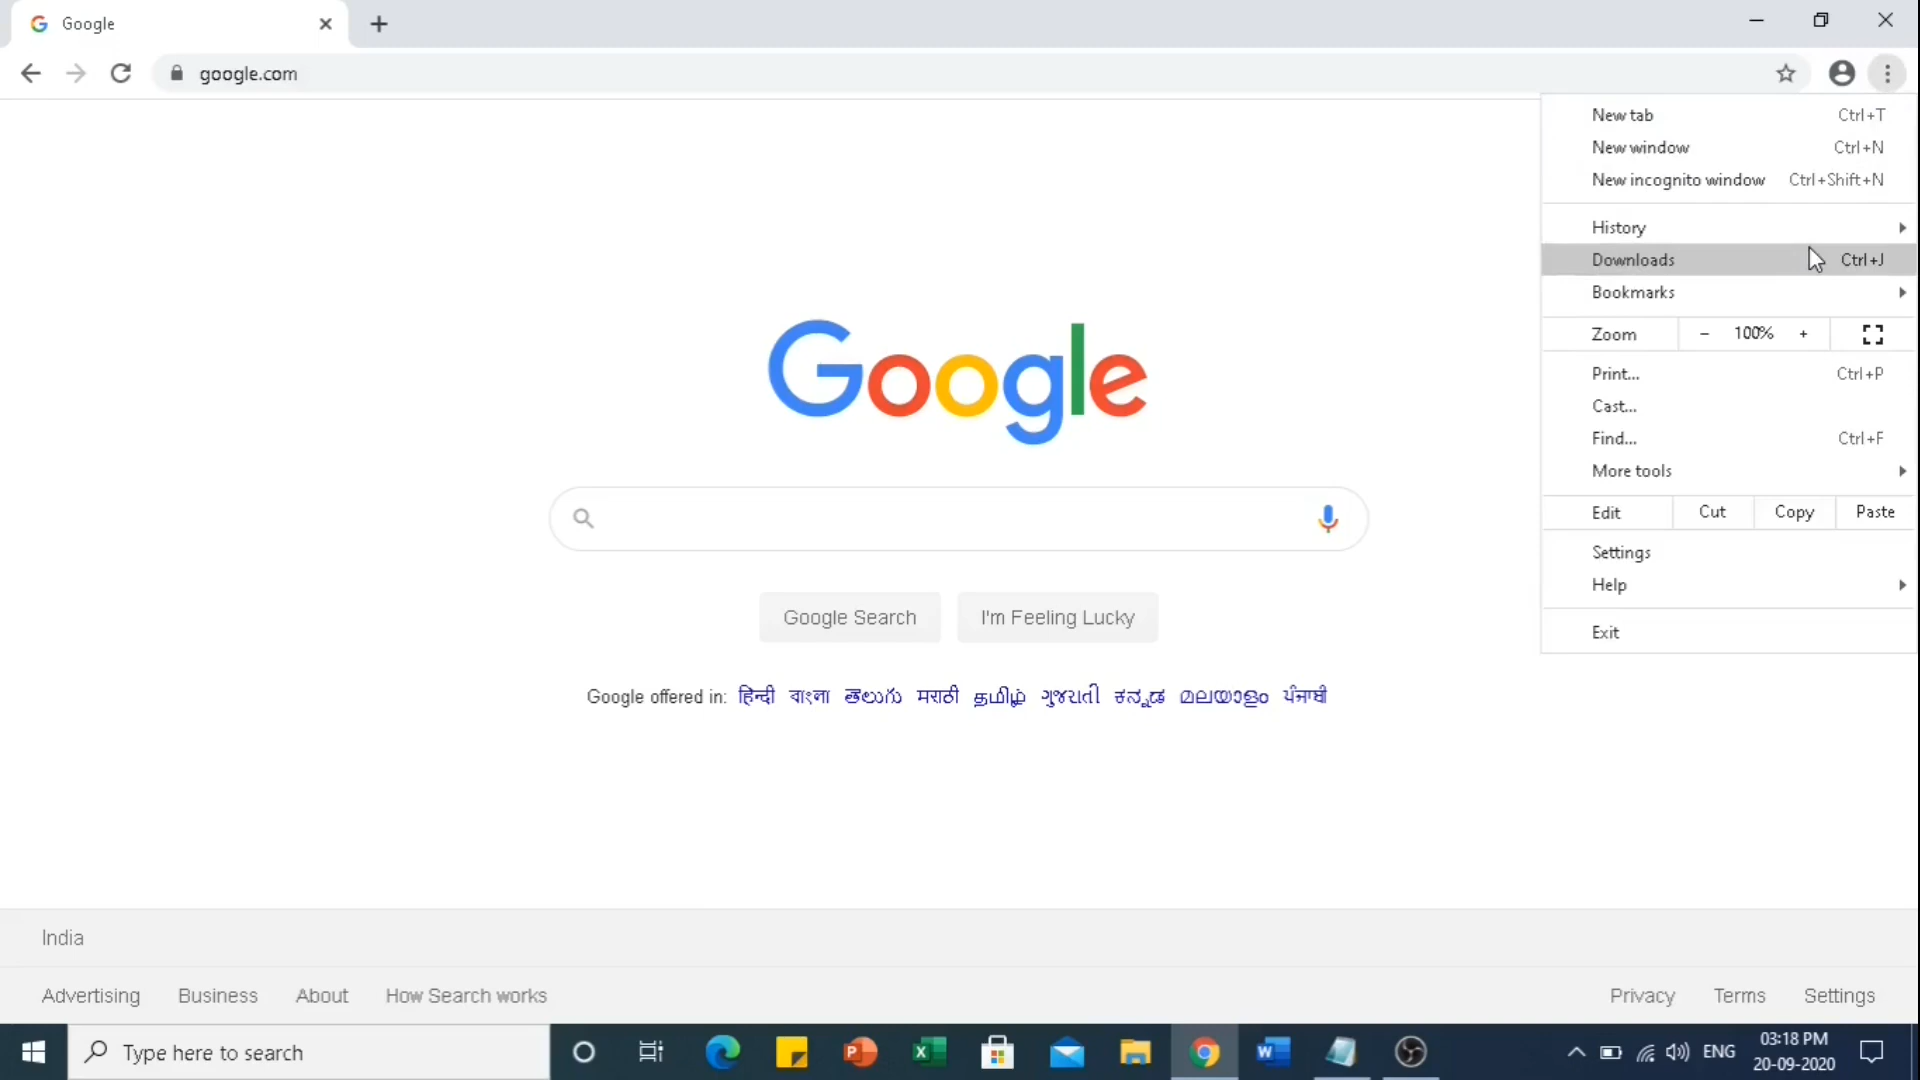 Google
google.com
New tab Ctrl+T
New window Ctrl+N
New incognito window Ctrl+Shift+N
History
Downloads Ctrl+J
Bookmarks
Zoom - 100% +
Print... Ctrl+P
Cast...
Find... Ctrl+F
More tools
Edit Cut Copy Paste
Settings
Help
Exit
Google
Google Search I'm Feeling Lucky
Google offered in: हिन्दी বাংলা తెలుగు मराठी தமிழ் ગુજરાતી ಕನ್ನಡ മലയാളം ਪੰਜਾਬੀ
India
Advertising Business About How Search works Privacy Terms Settings
Type here to search ENG 03:18 PM
20-09-2020